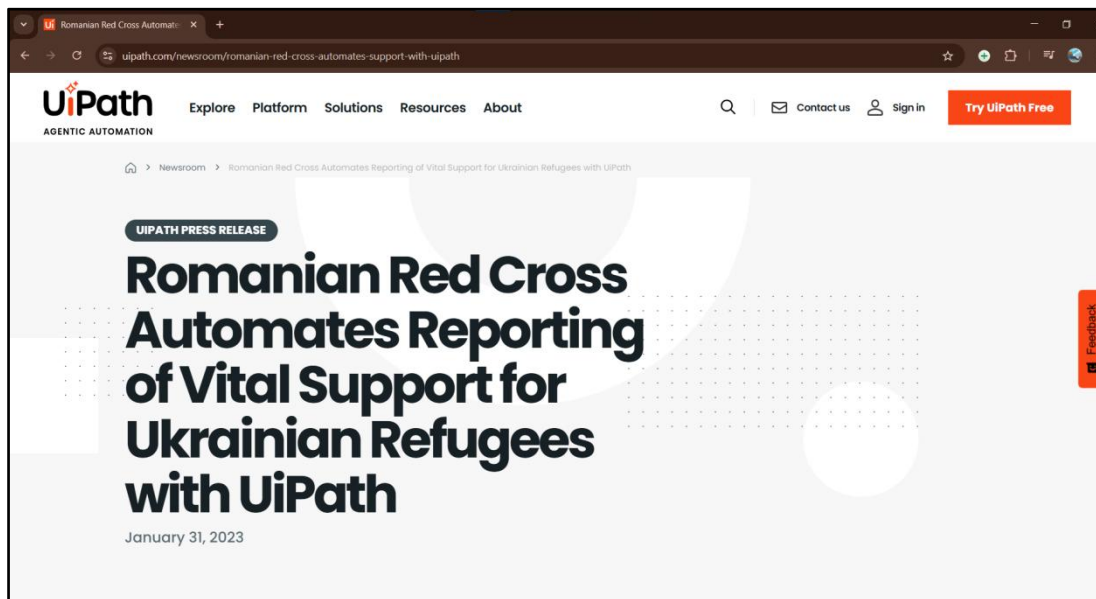 Romanian Red Cross Automate
uipath.com/newsroom/romanian-red-cross-automates-support-with-uipath
UiPath
AGENTIC AUTOMATION
Explore Platform Solutions Resources About
Contact us Sign in Try UiPath Free
Newsroom > Romanian Red Cross Automates Reporting of Vital Support for Ukrainian Refugees with UiPath
UIPATH PRESS RELEASE
Romanian Red Cross
Automates Reporting
of Vital Support for
Ukrainian Refugees
with UiPath
January 31, 2023
Feedback